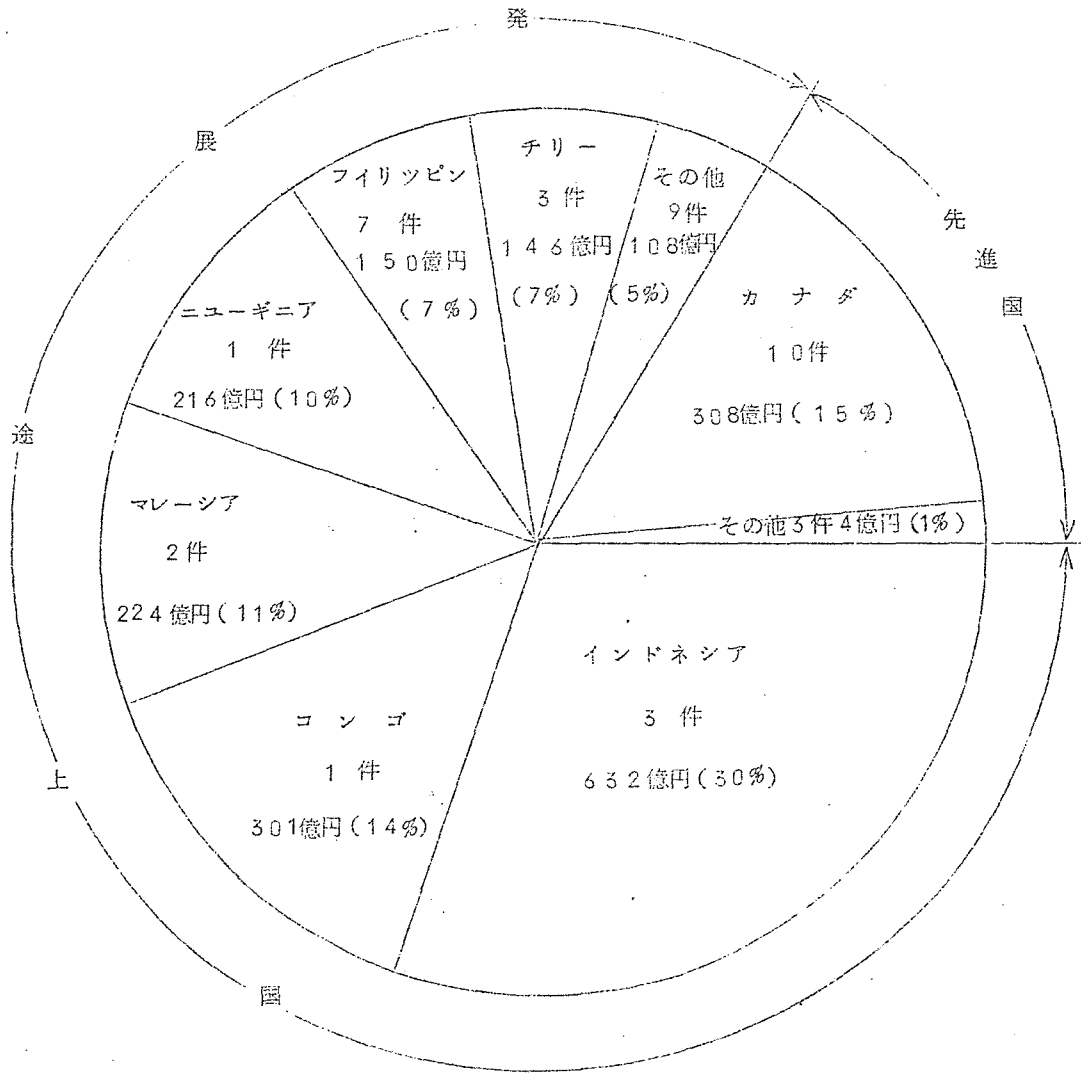 発展途上国
先進国
インドネシア
3件
632億円(30%)
コンゴ
1件
301億円(14%)
マレーシア
2件
224億円(11%)
ニユーギニア
1件
216億円(10%)
フイリツピン
7件
150億円
(7%)
チリー
3件
146億円
(7%)
その他
9件
108億円
(5%)
カナダ
10件
308億円(15%)
その他3件4億円(1%)